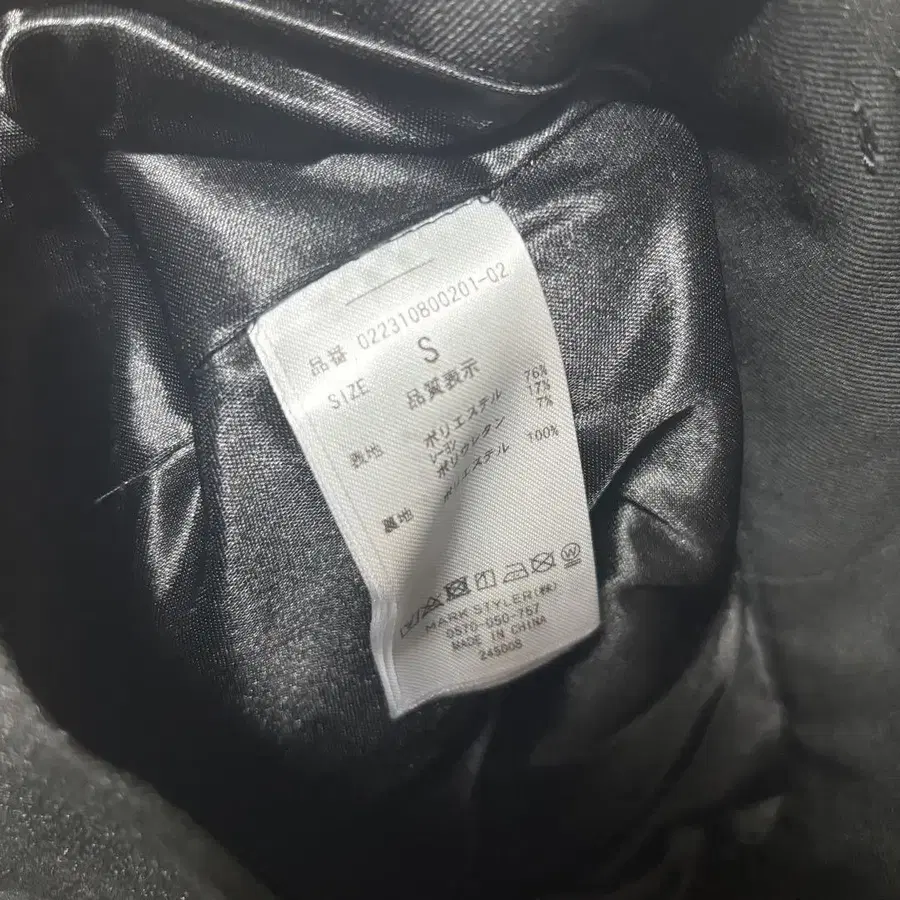 品番 022310800201-02
SIZE S
品質表示
表地 ポリエステル 76%
レーヨン 17%
ポリウレタン 7%
裏地 ポリエステル 100%
MARK STYLER(株)
0570-050-757
MADE IN CHINA
245008